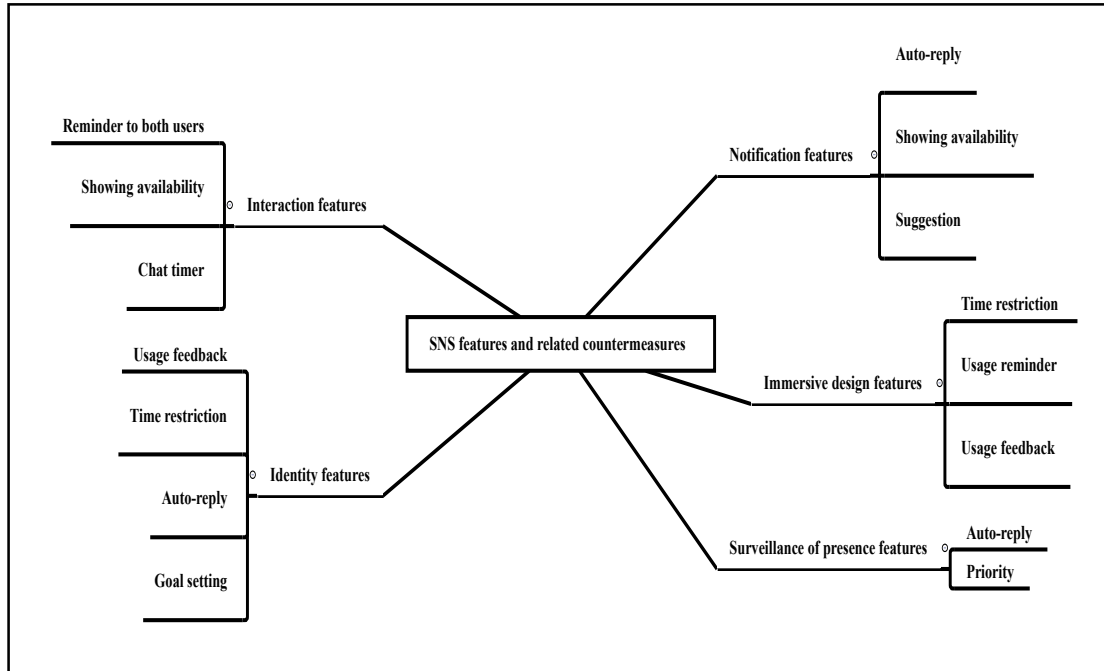 SNS features and related countermeasures
Interaction features
Reminder to both users
Showing availability
Chat timer
Identity features
Usage feedback
Time restriction
Auto-reply
Goal setting
Notification features
Auto-reply
Showing availability
Suggestion
Immersive design features
Time restriction
Usage reminder
Usage feedback
Surveillance of presence features
Auto-reply
Priority